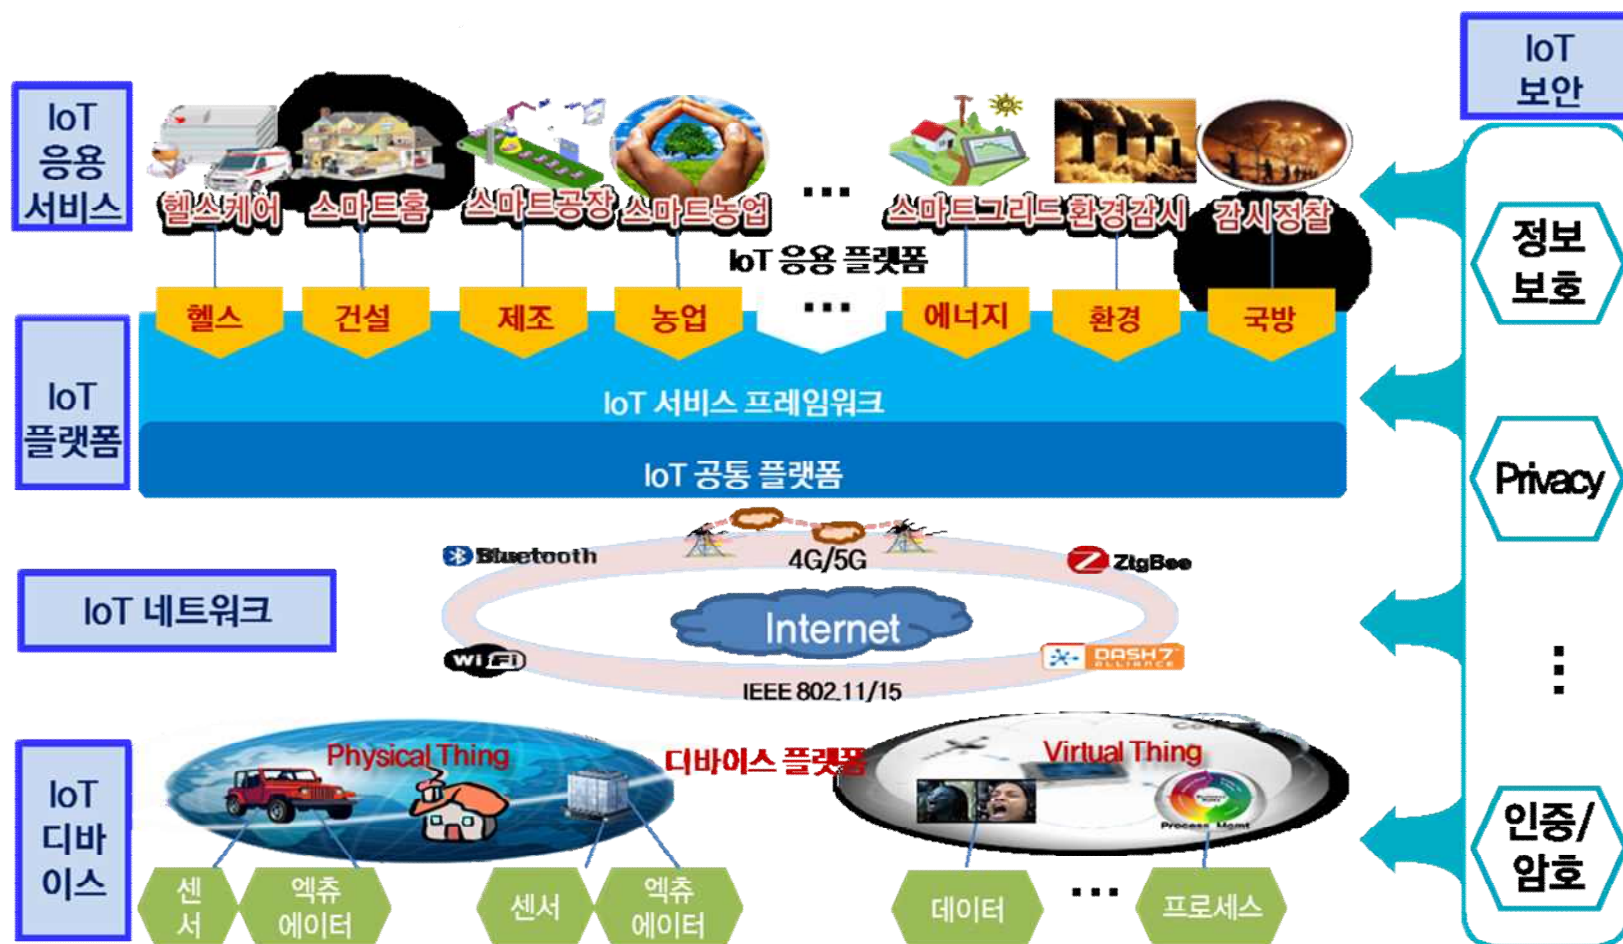 IoT
응용
서비스
헬스케어
스마트홈
스마트공장
스마트농업
...
스마트그리드
환경감시
감시정찰
IoT 응용 플랫폼
헬스
건설
제조
농업
...
에너지
환경
국방
IoT
플랫폼
IoT 서비스 프레임워크
IoT 공통 플랫폼
IoT 네트워크
Bluetooth
4G/5G
ZigBee
Internet
WiFi
DASH7
ALLIANCE
IEEE 802.11/15
IoT
디바
이스
Physical Thing
디바이스 플랫폼
Virtual Thing
Process Mgmt
센
서
엑츄
에이터
센서
엑츄
에이터
데이터
...
프로세스
IoT
보안
정보
보호
Privacy
⋮
인증/
암호